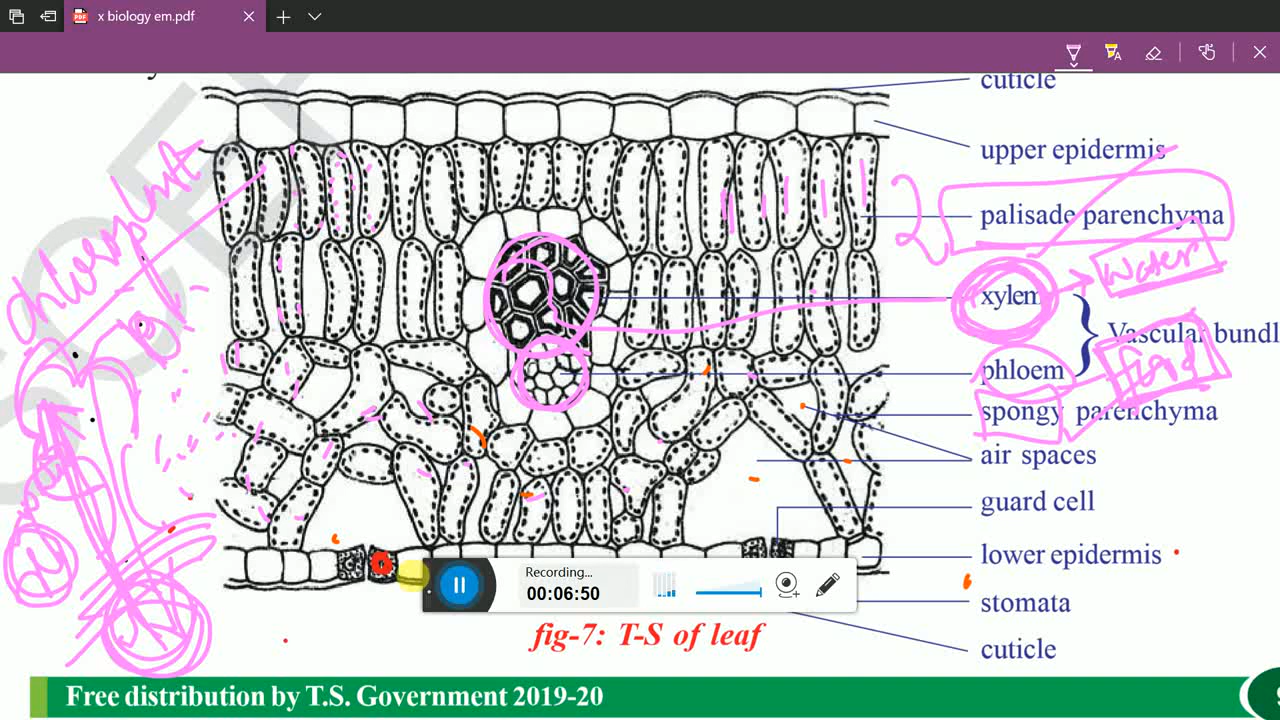 x biology em.pdf
cuticle
upper epidermis
palisade parenchyma
Water
xylem
Vascular bundl
phloem
food
spongy parenchyma
air spaces
guard cell
lower epidermis
Recording...
00:06:50
stomata
fig-7: T-S of leaf
cuticle
Free distribution by T.S. Government 2019-20